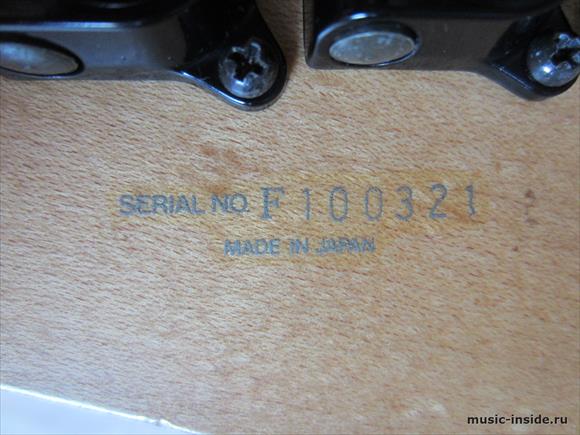 SERIAL NO. F100321
MADE IN JAPAN
music-inside.ru